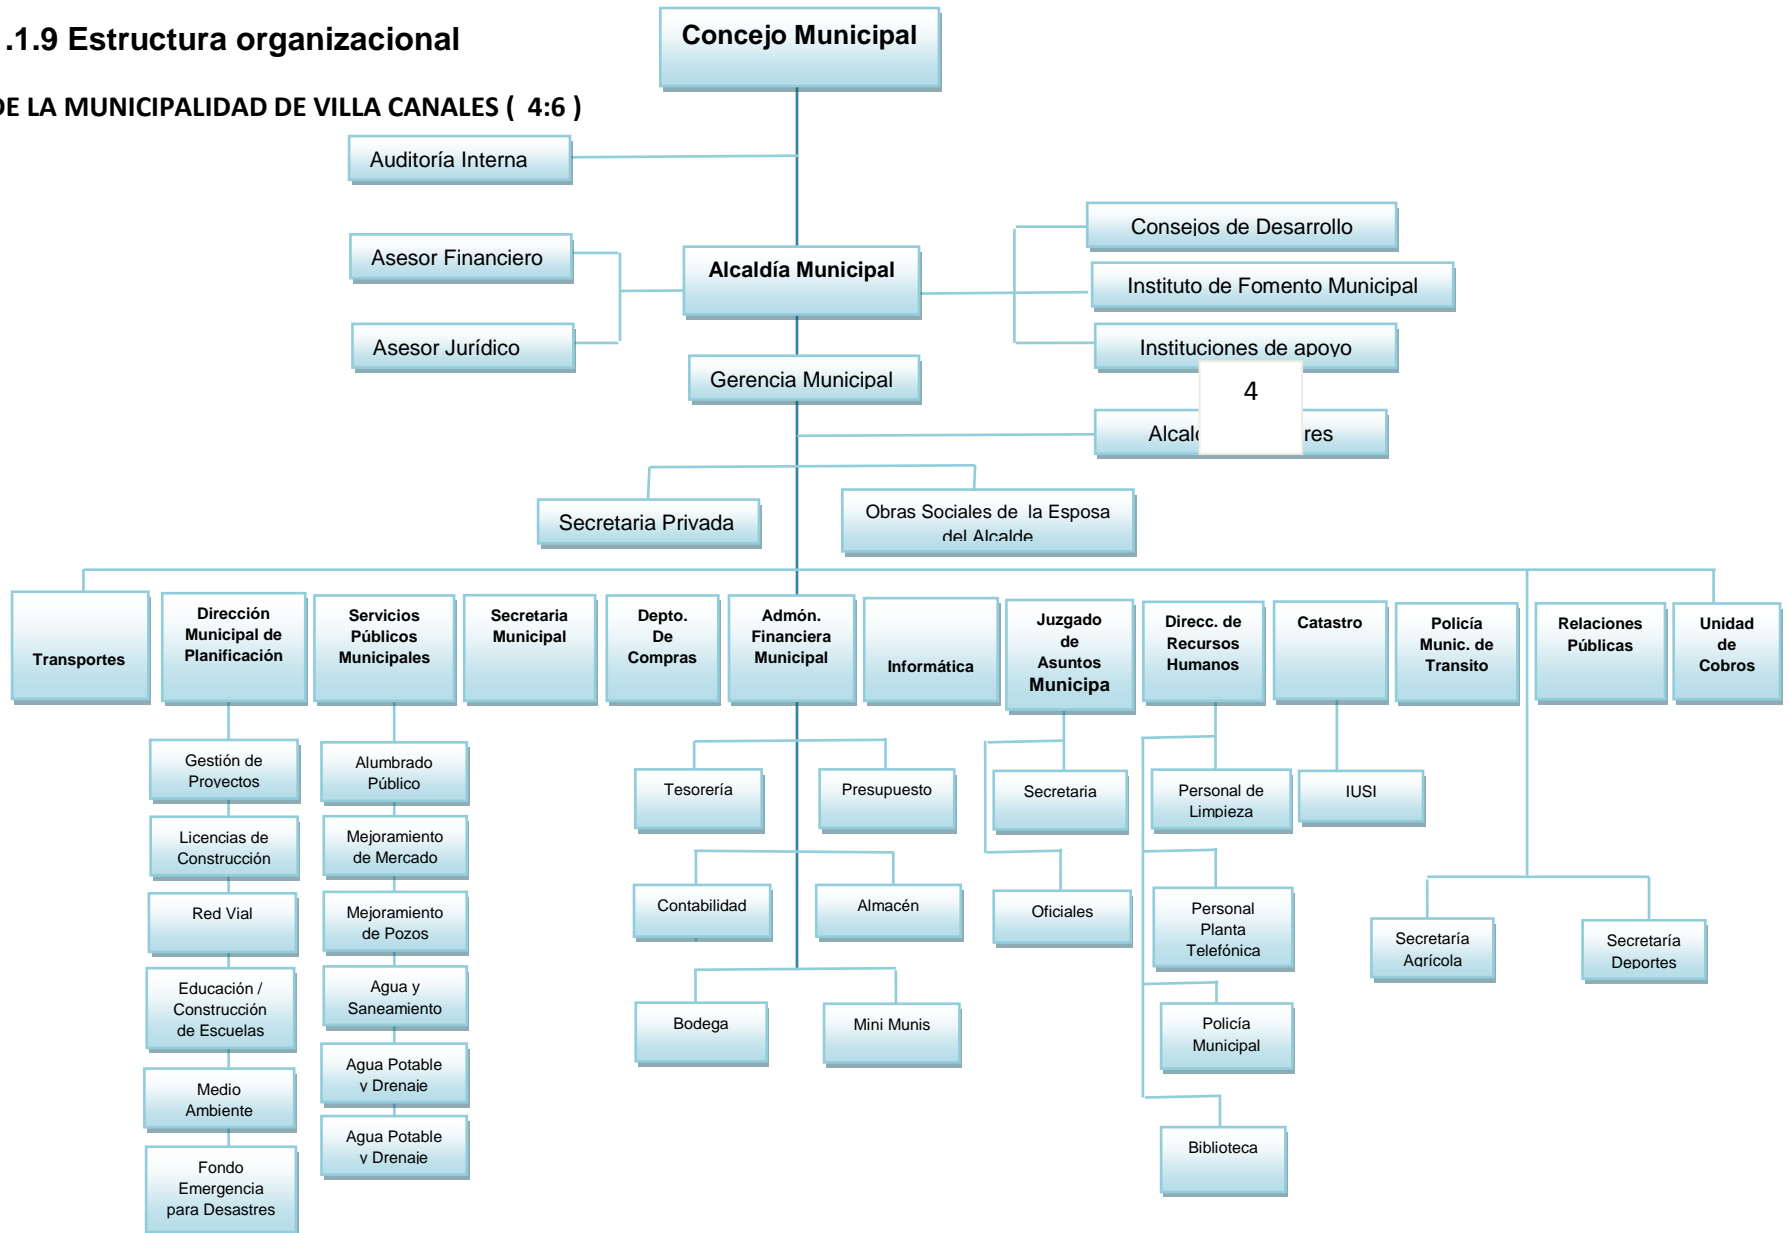 .1.9 Estructura organizacional
Concejo Municipal
DE LA MUNICIPALIDAD DE VILLA CANALES ( 4:6 )
Auditoría Interna
Asesor Financiero
Asesor Jurídico
Alcaldía Municipal
Consejos de Desarrollo
Instituto de Fomento Municipal
Instituciones de apoyo
Gerencia Municipal
4
res
Secretaria Privada
Obras Sociales de la Esposa
del Alcalde
Transportes
Dirección
Municipal de
Planificación
Servicios
Públicos
Municipales
Secretaria
Municipal
Depto.
De
Compras
Admón.
Financiera
Municipal
Informática
Juzgado
de
Asuntos
Municipa
Direcc. de
Recursos
Humanos
Catastro
Policía
Munic. de
Transito
Relaciones
Públicas
Unidad
de
Cobros
Gestión de
Proyectos
Licencias de
Construcción
Red Vial
Educación /
Construcción
de Escuelas
Medio
Ambiente
Fondo
Emergencia
para Desastres
Alumbrado
Público
Mejoramiento
de Mercado
Mejoramiento
de Pozos
Agua y
Saneamiento
Agua Potable
y Drenaje
Agua Potable
y Drenaje
Tesorería
Presupuesto
Contabilidad
Almacén
Bodega
Mini Munis
Secretaria
Oficiales
Personal de
Limpieza
Personal
Planta
Telefónica
Policía
Municipal
Biblioteca
IUSI
Secretaría
Agrícola
Secretaría
Deportes